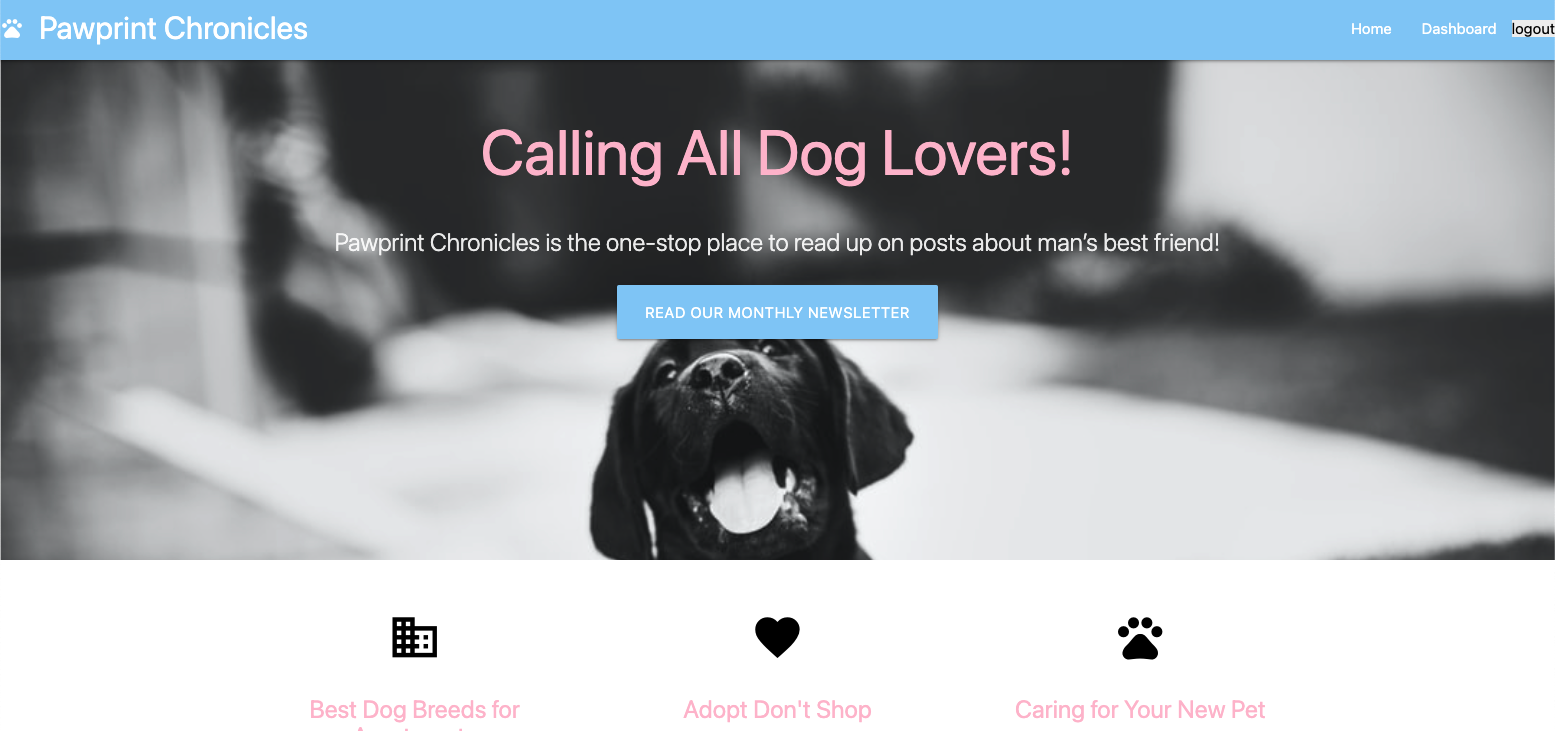 Pawprint Chronicles
Home Dashboard logout
Calling All Dog Lovers!
Pawprint Chronicles is the one-stop place to read up on posts about man’s best friend!
READ OUR MONTHLY NEWSLETTER
Best Dog Breeds for
Adopt Don't Shop
Caring for Your New Pet